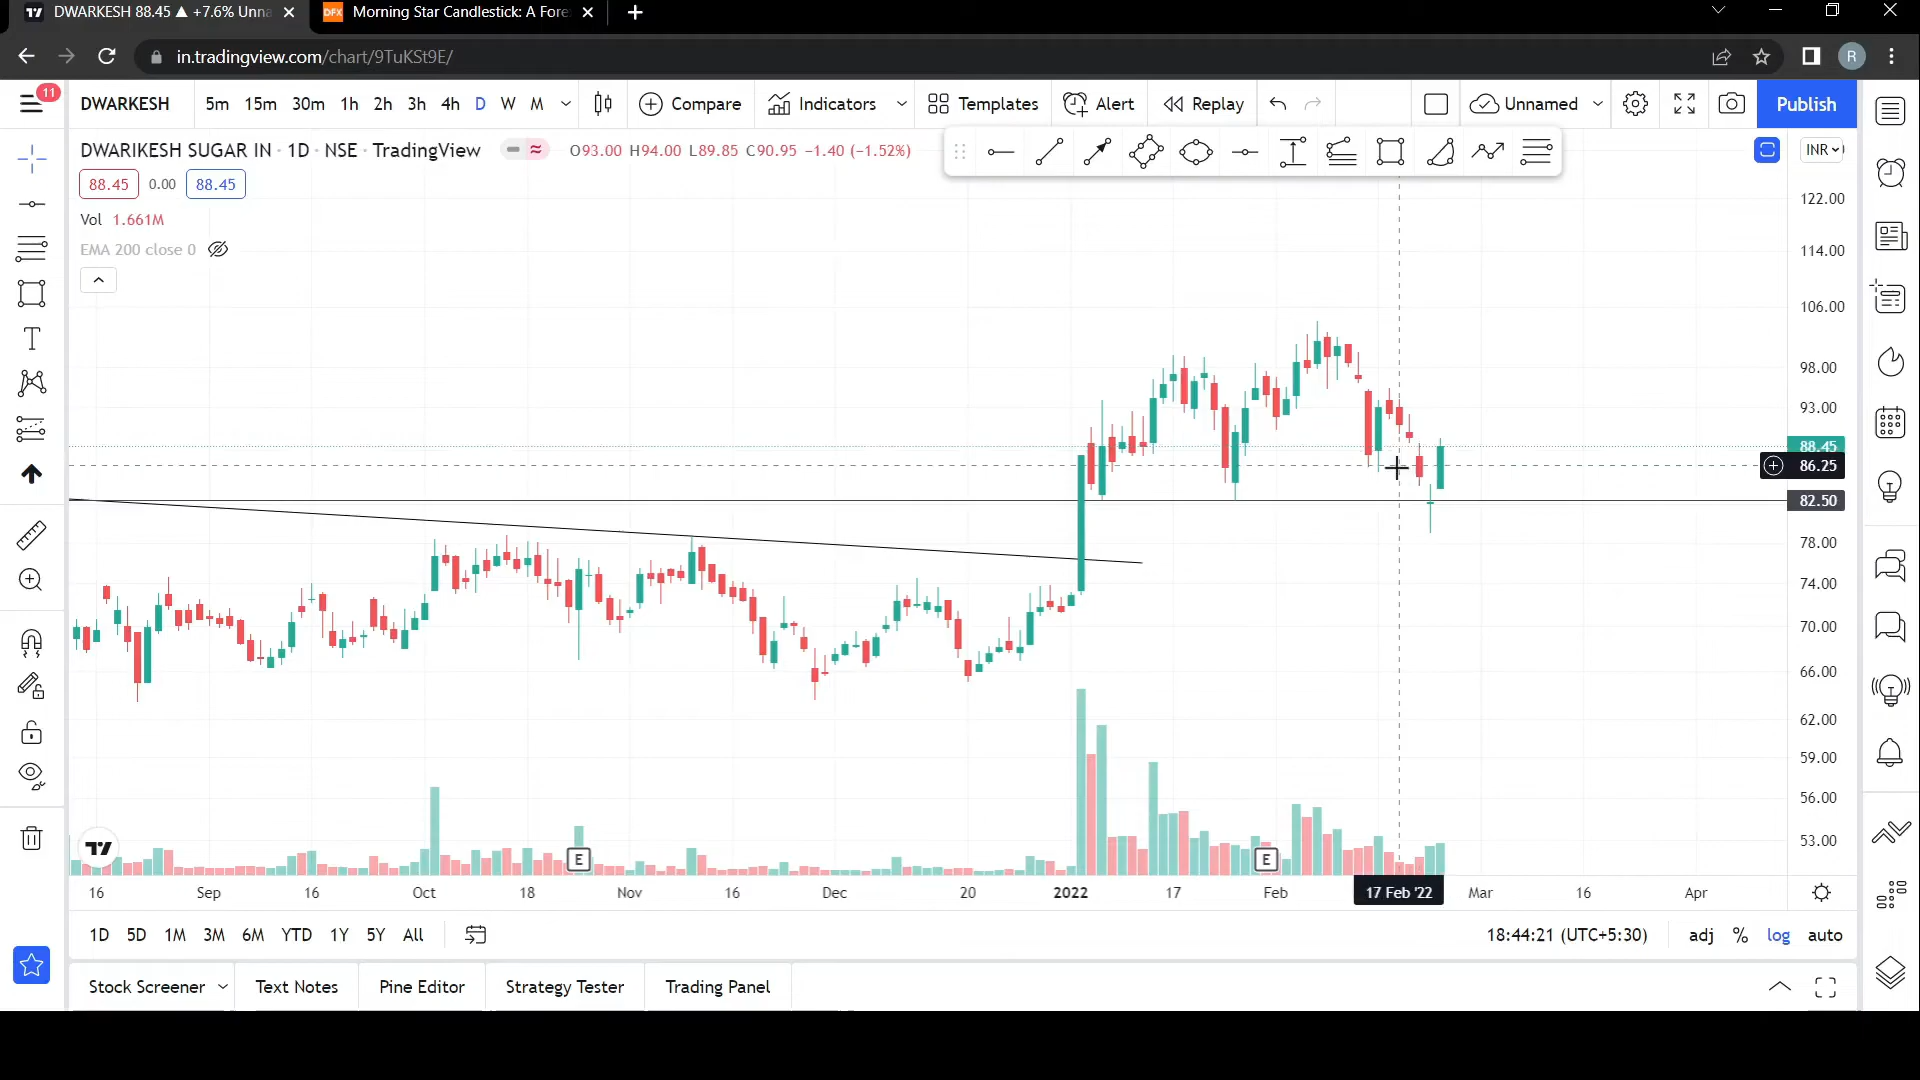 DWARKESH 88.45 ▲ +7.6% Unna
DFX Morning Star Candlestick: A Fore
in.tradingview.com/chart/9TuKSt9E/
R
11
DWARKESH 5m 15m 30m 1h 2h 3h 4h D W M Compare Indicators Templates Alert Replay Unnamed Publish
DWARIKESH SUGAR IN · 1D · NSE · TradingView O93.00 H94.00 L89.85 C90.95 −1.40 (−1.52%) INR
88.45 0.00 88.45
Vol 1.661M
EMA 200 close 0
122.00
114.00
106.00
98.00
93.00
88.45
86.25
82.50
78.00
74.00
70.00
66.00
62.00
59.00
56.00
53.00
E E
16 Sep 16 Oct 18 Nov 16 Dec 20 2022 17 Feb 17 Feb '22 Mar 16 Apr
1D 5D 1M 3M 6M YTD 1Y 5Y All 18:44:21 (UTC+5:30) adj % log auto
Stock Screener Text Notes Pine Editor Strategy Tester Trading Panel